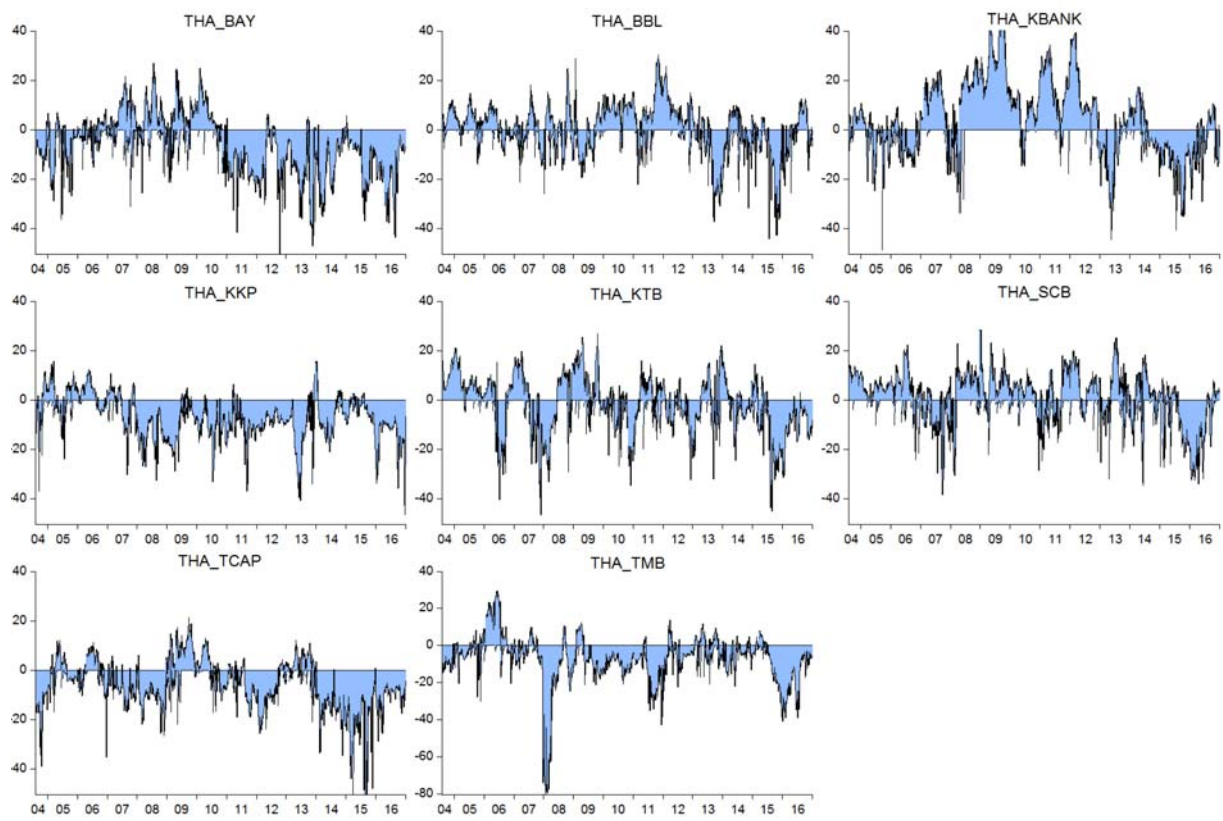 THA_BAY THA_BBL THA_KBANK
40 40 40
20 20 20
0 0 0
-20 -20 -20
-40 -40 -40
04 05 06 07 08 09 10 11 12 13 14 15 16 04 05 06 07 08 09 10 11 12 13 14 15 16 04 05 06 07 08 09 10 11 12 13 14 15 16
THA_KKP THA_KTB THA_SCB
40 40 40
20 20 20
0 0 0
-20 -20 -20
-40 -40 -40
04 05 06 07 08 09 10 11 12 13 14 15 16 04 05 06 07 08 09 10 11 12 13 14 15 16 04 05 06 07 08 09 10 11 12 13 14 15 16
THA_TCAP THA_TMB
40 40
20 20
0 0
-20 -20
-40 -40
-60
-80
04 05 06 07 08 09 10 11 12 13 14 15 16 04 05 06 07 08 09 10 11 12 13 14 15 16